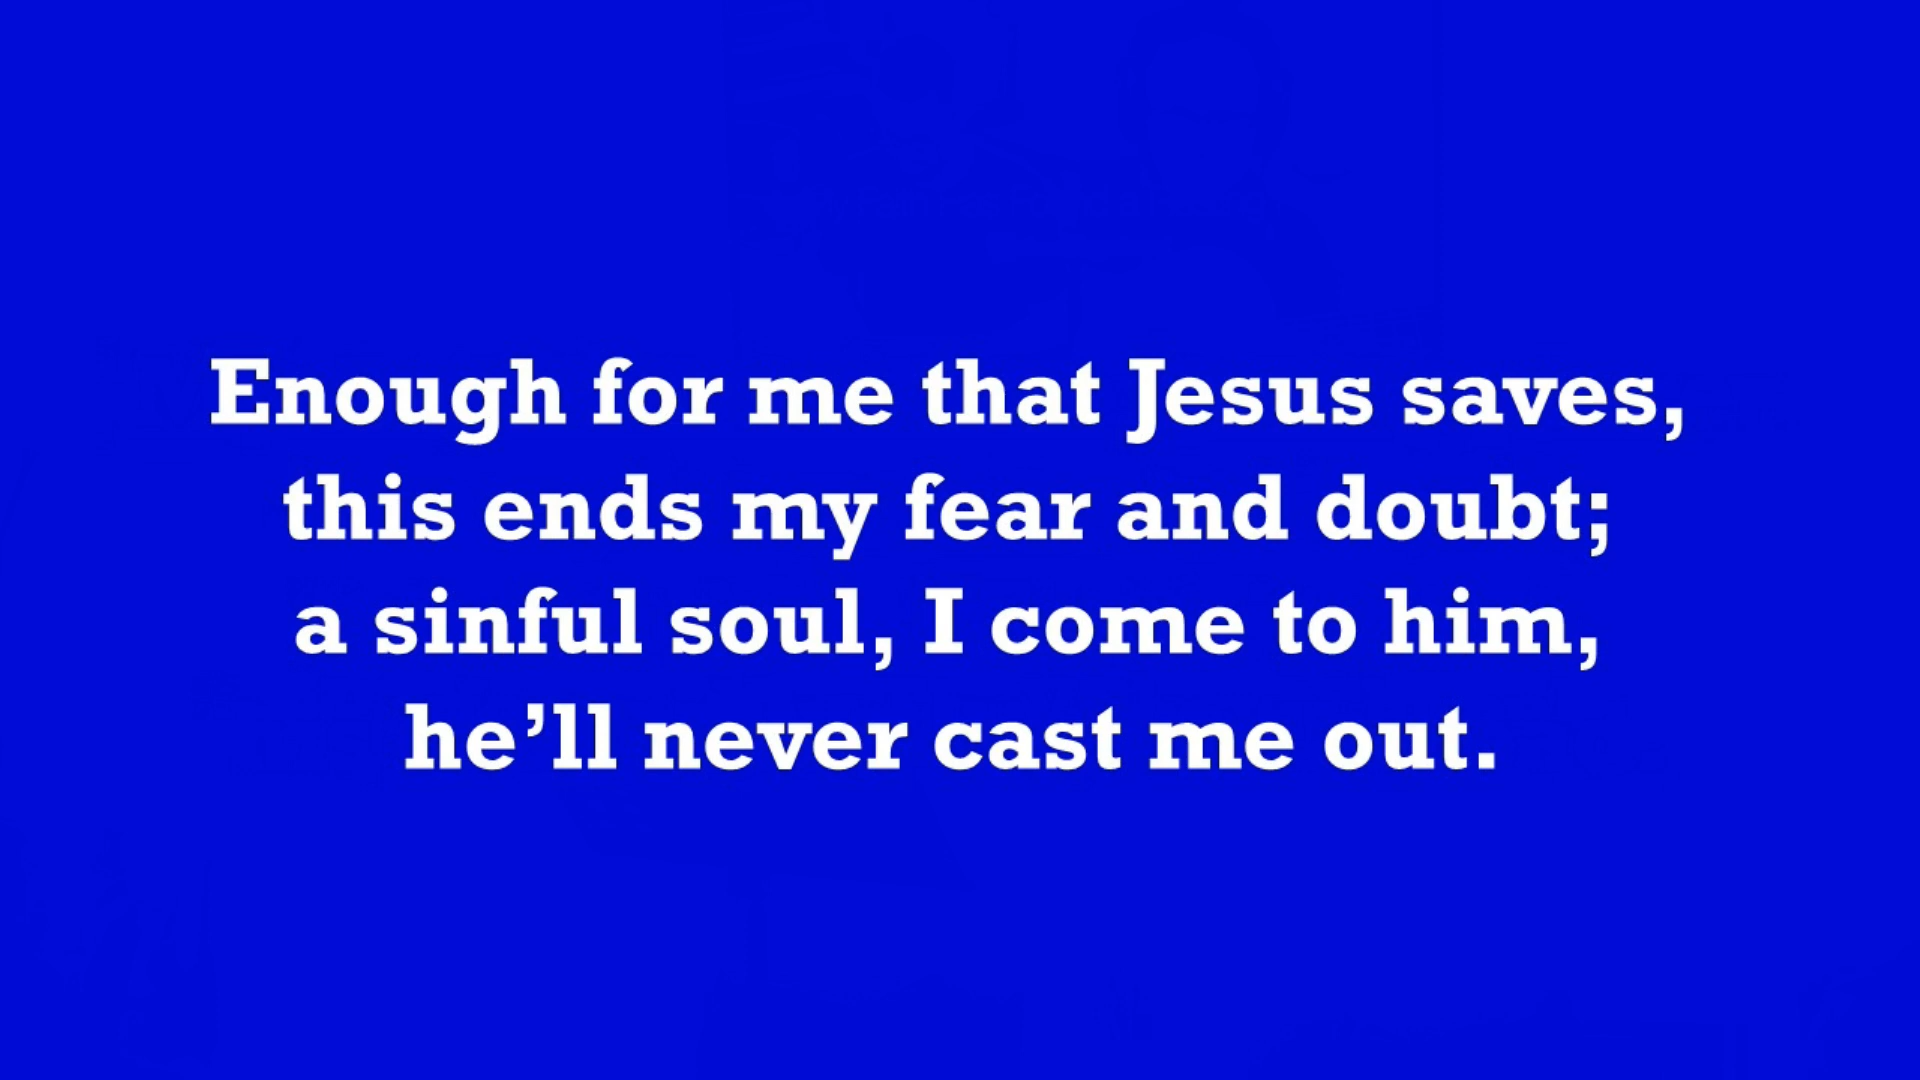 Enough for me that Jesus saves,
this ends my fear and doubt;
a sinful soul, I come to him,
he’ll never cast me out.